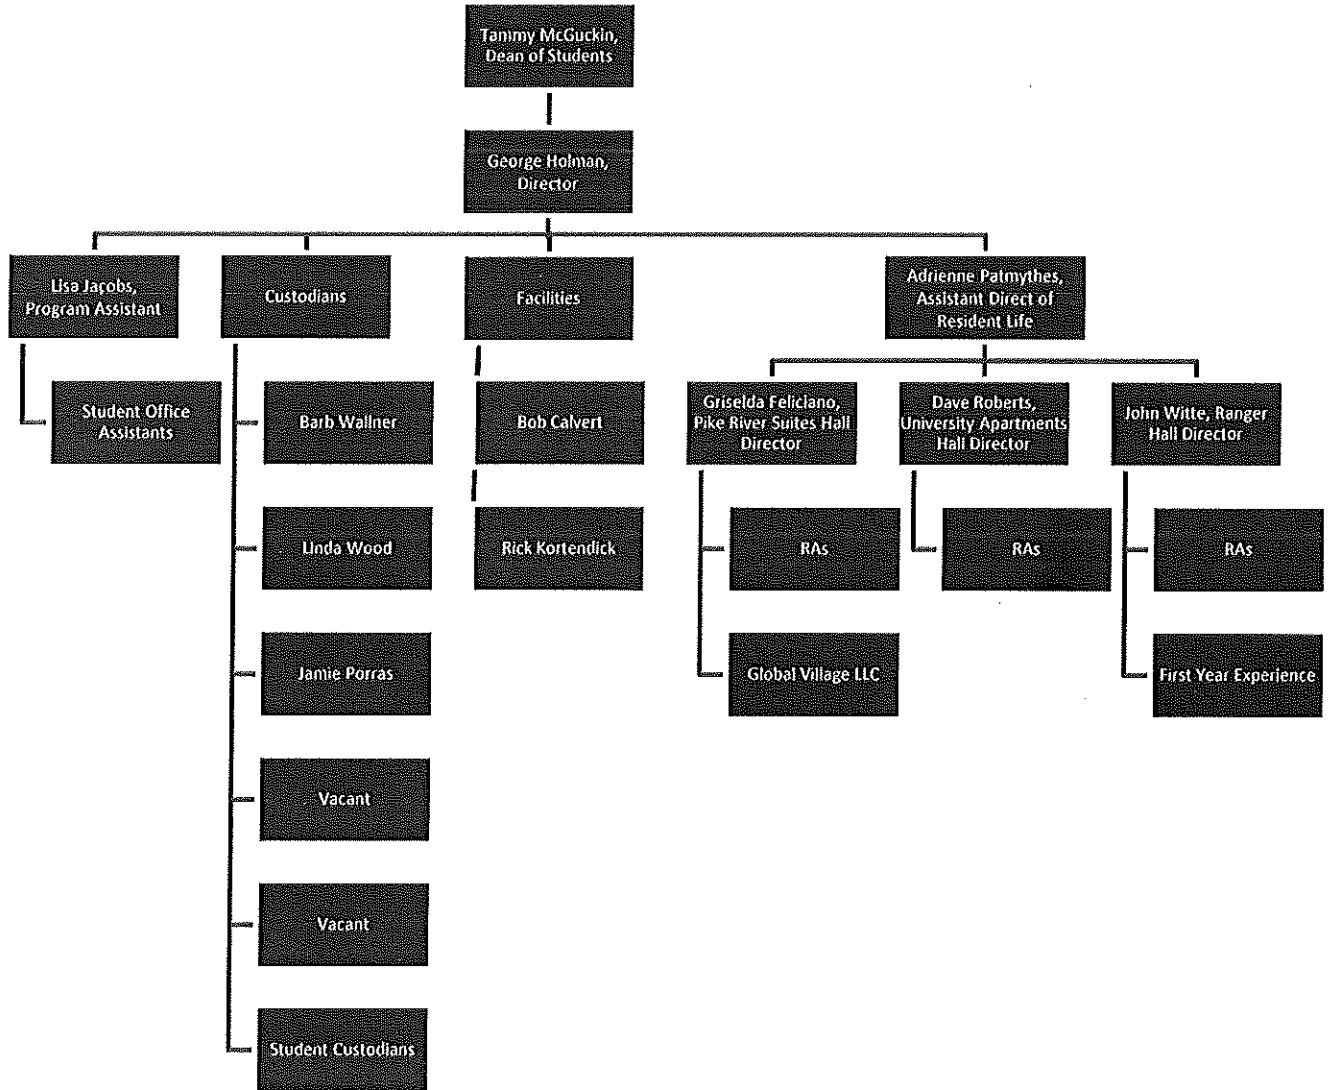 Tammy McGuckin,
Dean of Students
George Holman,
Director
Lisa Jacobs,
Program Assistant
Custodians
Facilities
Adrienne Palmythes,
Assistant Direct of
Resident Life
Student Office
Assistants
Barb Wallner
Bob Calvert
Griselda Feliciano,
Pike River Suites Hall
Director
Dave Roberts,
University Apartments
Hall Director
John Witte, Ranger
Hall Director
Linda Wood
Rick Kortendick
RAs
RAs
RAs
Jamie Porras
Global Village LLC
First Year Experience
Vacant
Vacant
Student Custodians